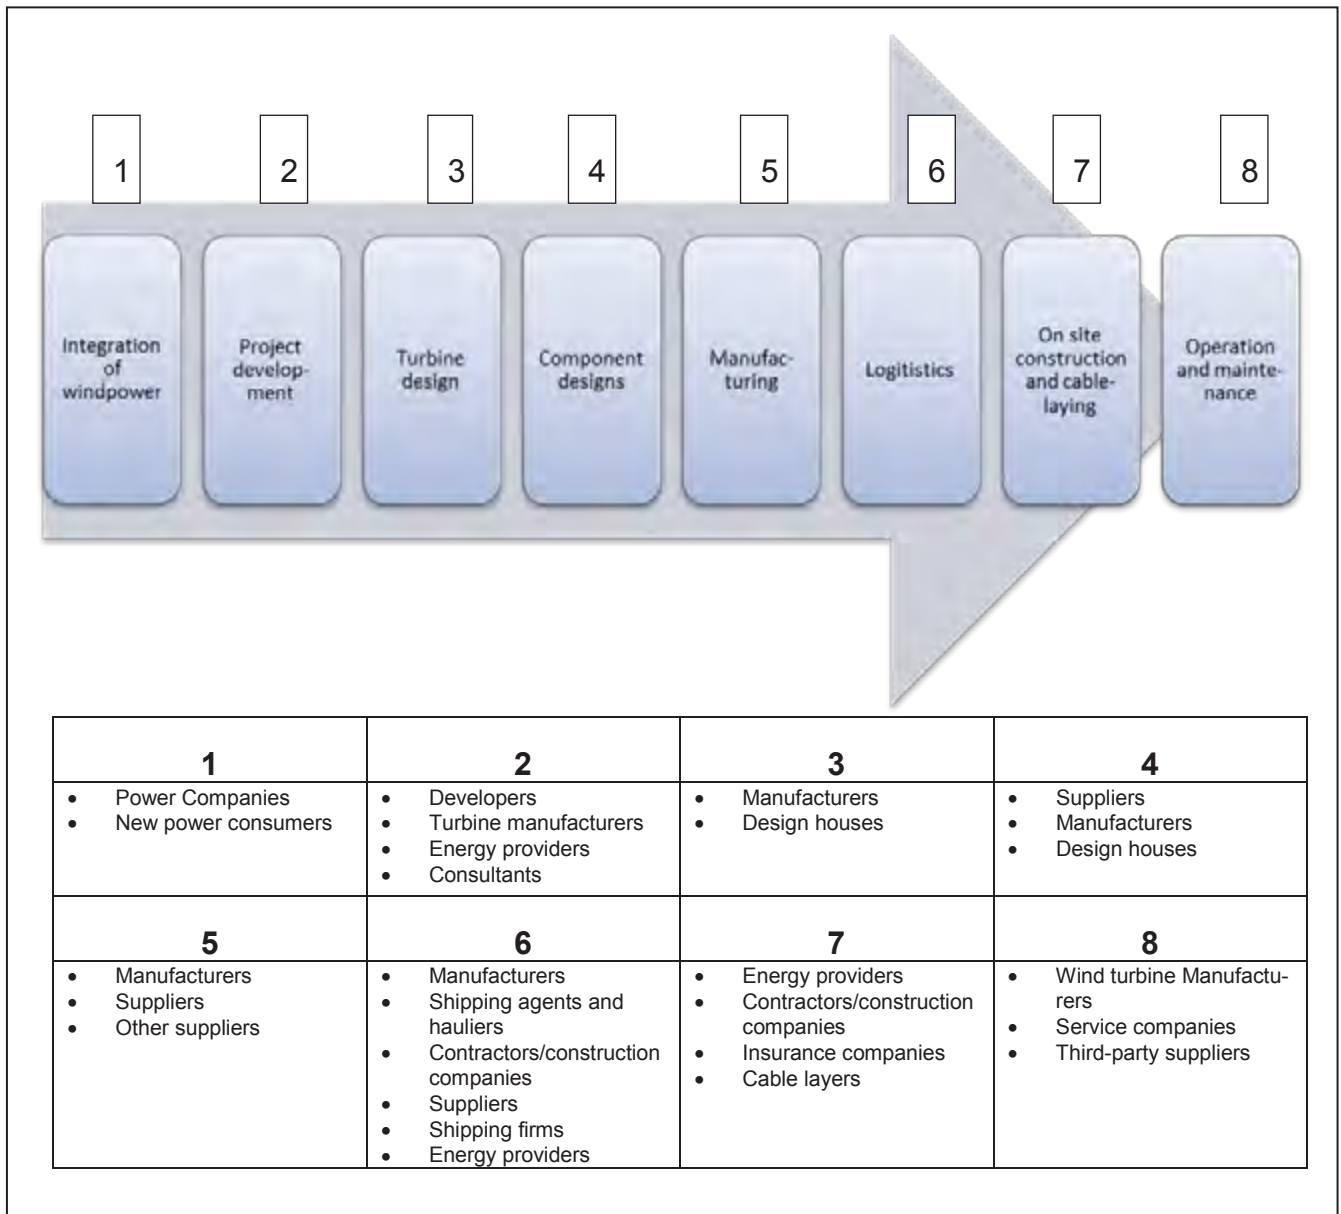 1
2
3
4
5
6
7
8
Integration
of
windpower
Project
develop-
ment
Turbine
design
Component
designs
Manufac-
turing
Logitistics
On site
construction
and cable-
laying
Operation
and mainte-
nance
1
• Power Companies
• New power consumers
2
• Developers
• Turbine manufacturers
• Energy providers
• Consultants
3
• Manufacturers
• Design houses
4
• Suppliers
• Manufacturers
• Design houses
5
• Manufacturers
• Suppliers
• Other suppliers
6
• Manufacturers
• Shipping agents and
hauliers
• Contractors/construction
companies
• Suppliers
• Shipping firms
• Energy providers
7
• Energy providers
• Contractors/construction
companies
• Insurance companies
• Cable layers
8
• Wind turbine Manufactu-
rers
• Service companies
• Third-party suppliers